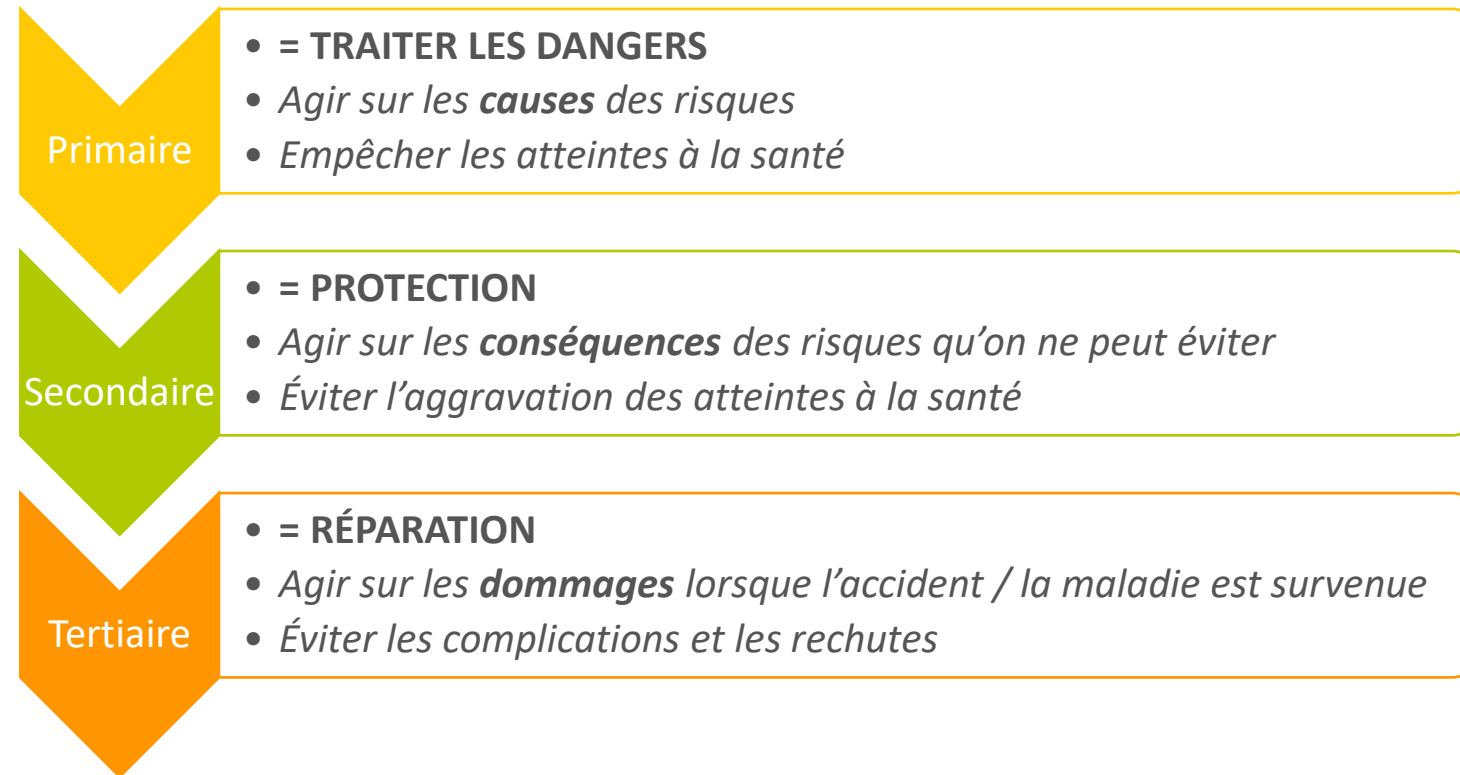 Primaire
• = TRAITER LES DANGERS
• Agir sur les causes des risques
• Empêcher les atteintes à la santé
Secondaire
• = PROTECTION
• Agir sur les conséquences des risques qu’on ne peut éviter
• Éviter l’aggravation des atteintes à la santé
Tertiaire
• = RÉPARATION
• Agir sur les dommages lorsque l’accident / la maladie est survenue
• Éviter les complications et les rechutes